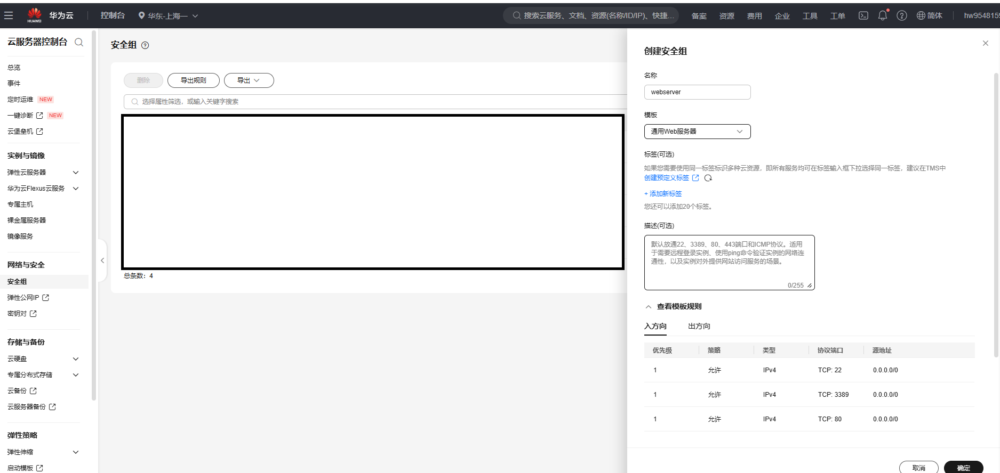 HUAWEI
华为云
控制台
华东-上海一
搜索云服务、文档、资源(名称/ID/IP)、快捷...
备案
资源
费用
企业
工具
工单
简体
hw9548159
云服务器控制台
总览
事件
定时运维 NEW
一键诊断 NEW
云堡垒机
实例与镜像
弹性云服务器
华为云Flexus云服务
专属主机
裸金属服务器
镜像服务
网络与安全
安全组
弹性公网IP
密钥对
存储与备份
云硬盘
专属分布式存储
云备份
云服务器备份
弹性策略
弹性伸缩
启动模板
安全组
删除
导出规则
导出
选择属性筛选，或输入关键字搜索
总条数：4
创建安全组
名称
webserver
模板
通用Web服务器
标签(可选)
如果您需要使用同一标签标识多种云资源，即所有服务均可在标签输入框下拉选择同一标签，建议在TMS中
创建预定义标签
+ 添加新标签
您还可以添加20个标签。
描述(可选)
默认放通22、3389、80、443端口和ICMP协议。适用
于需要远程登录实例、使用ping命令验证实例的网络连
通性，以及实例对外提供网站访问服务的场景。
0/255
查看模板规则
入方向 出方向
优先级 策略 类型 协议端口 源地址
1 允许 IPv4 TCP: 22 0.0.0.0/0
1 允许 IPv4 TCP: 3389 0.0.0.0/0
1 允许 IPv4 TCP: 80 0.0.0.0/0
取消
确定